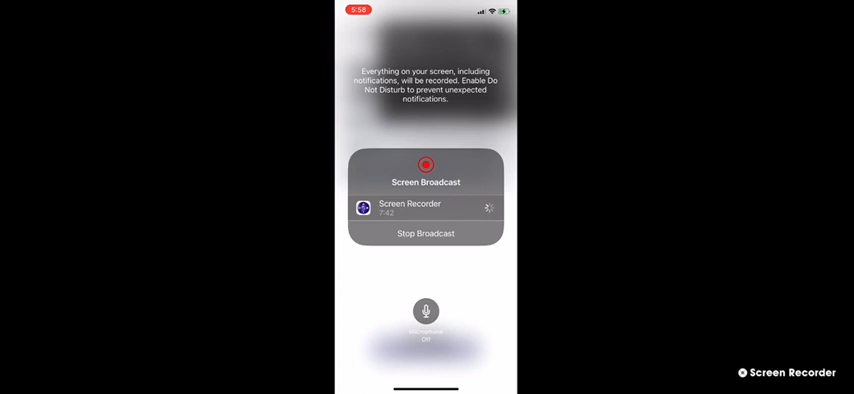 5:58
Everything on your screen, including
notifications, will be recorded. Enable Do
Not Disturb to prevent unexpected
notifications.
Screen Broadcast
Screen Recorder
7:42
Stop Broadcast
Microphone
Off
Screen Recorder